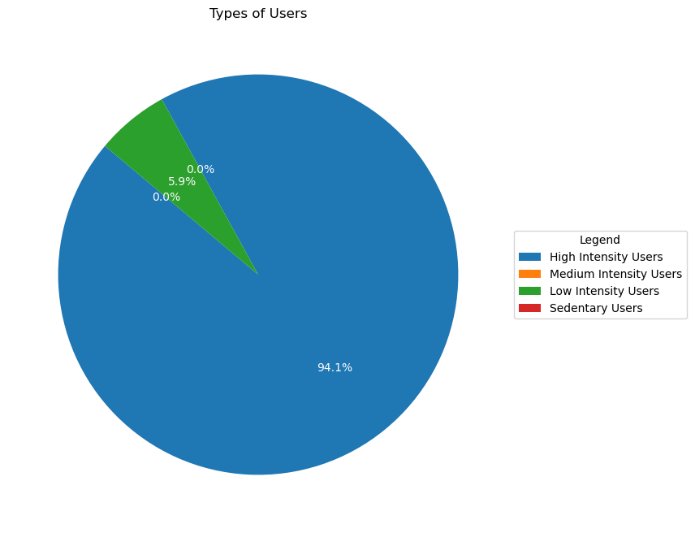 Types of Users
0.0%
5.9%
0.0%
94.1%
Legend
High Intensity Users
Medium Intensity Users
Low Intensity Users
Sedentary Users